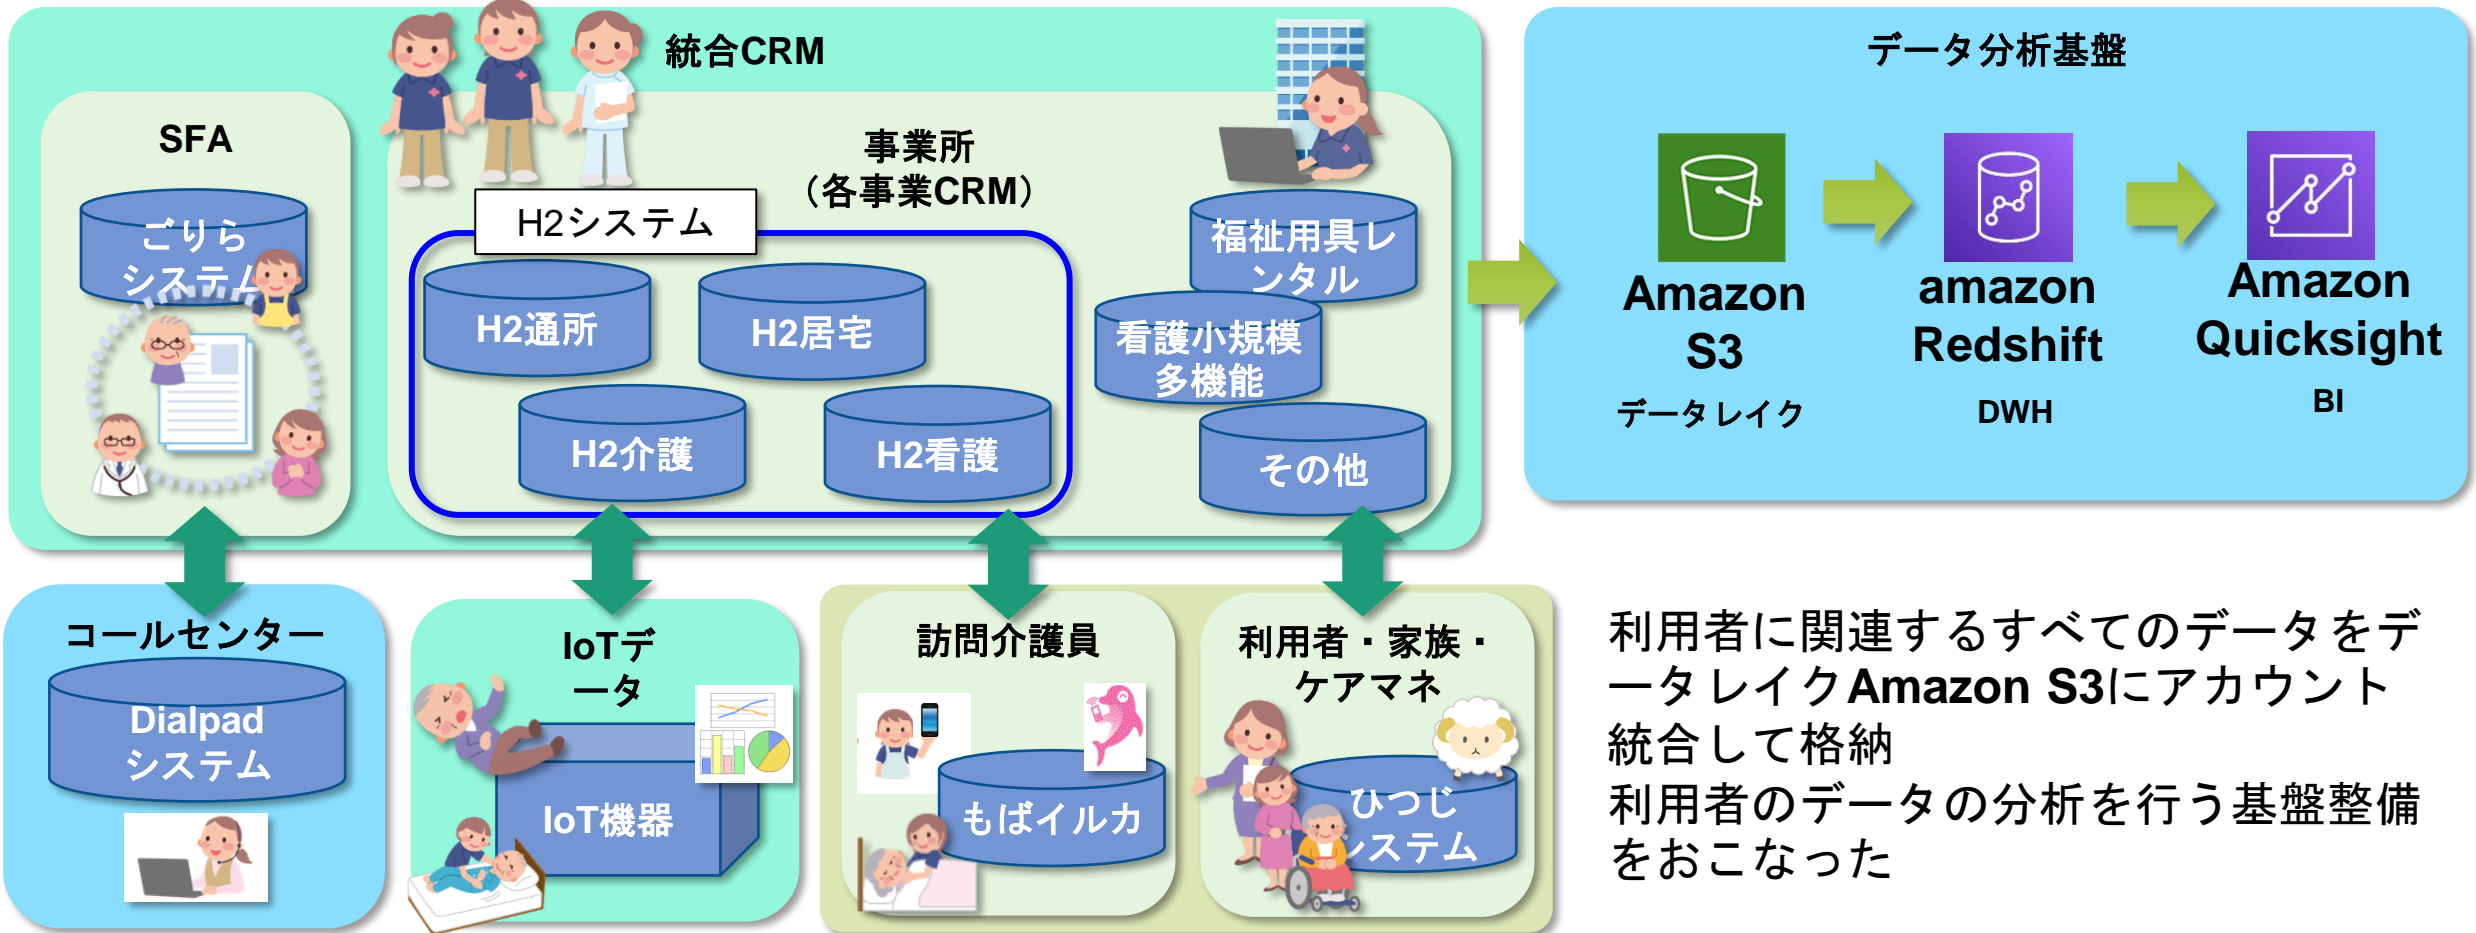 統合CRM
SFA
ごりら
システム
事業所
（各事業CRM）
H2システム
H2通所
H2居宅
H2介護
H2看護
福祉用具レ
ンタル
看護小規模
多機能
その他
データ分析基盤
Amazon
S3
データレイク
amazon
Redshift
DWH
Amazon
Quicksight
BI
コールセンター
Dialpad
システム
IoTデ
ータ
IoT機器
訪問介護員
もばイルカ
利用者・家族・
ケアマネ
ひつじ
システム
利用者に関連するすべてのデータをデ
ータレイクAmazon S3にアカウント
統合して格納
利用者のデータの分析を行う基盤整備
をおこなった